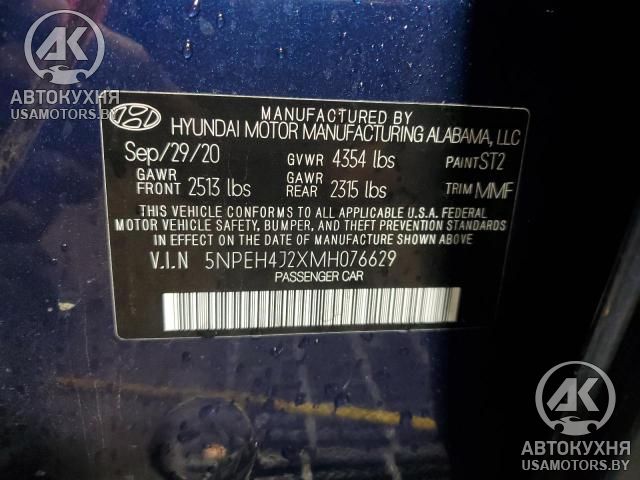 AK
АВТОКУХНЯ
USAMOTORS.BY
MANUFACTURED BY
HYUNDAI MOTOR MANUFACTURING ALABAMA, LLC
Sep/29/20 GVWR 4354 lbs PAINT ST2
GAWR FRONT 2513 lbs GAWR REAR 2315 lbs TRIM MMF
THIS VEHICLE CONFORMS TO ALL APPLICABLE U.S.A. FEDERAL
MOTOR VEHICLE SAFETY, BUMPER, AND THEFT PREVENTION STANDARDS
IN EFFECT ON THE DATE OF MANUFACTURE SHOWN ABOVE
V.I.N 5NPEH4J2XMH076629
PASSENGER CAR
AK
АВТОКУХНЯ
USAMOTORS.BY